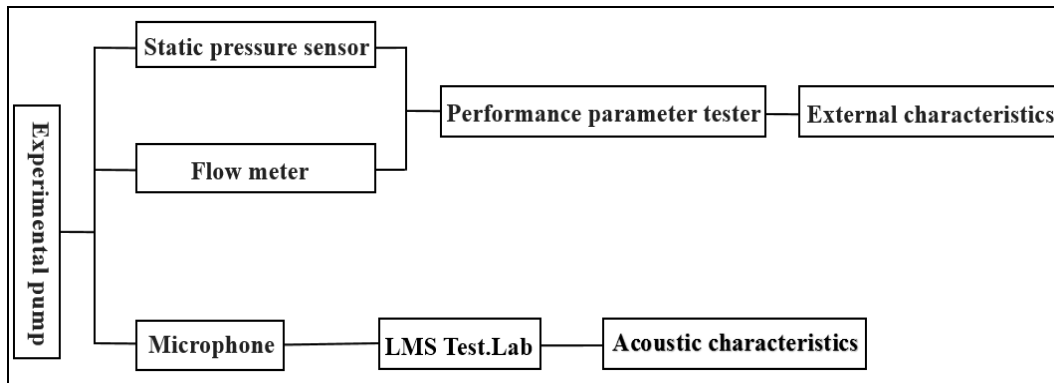 Experimental pump
Static pressure sensor
Flow meter
Performance parameter tester
External characteristics
Microphone
LMS Test.Lab
Acoustic characteristics